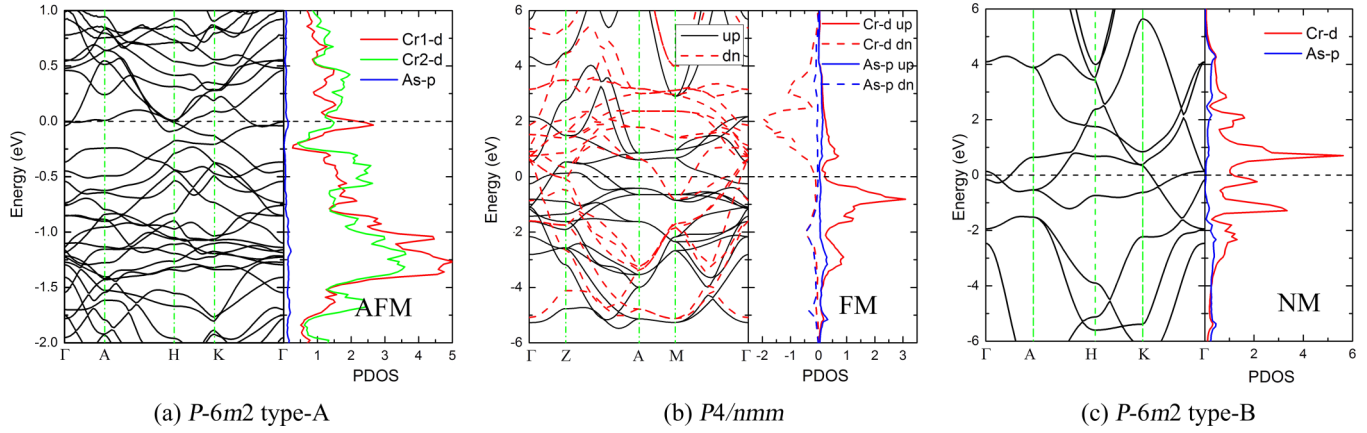 1.0
0.5
0.0
-0.5
-1.0
-1.5
-2.0
Energy (eV)
Γ A H K Γ
1 2 3 4 5
PDOS
Cr1-d
Cr2-d
As-p
AFM
(a) P-6m2 type-A
6
4
2
0
-2
-4
-6
Energy (eV)
Γ Z A M Γ
-2 -1 0 1 2 3
PDOS
up
dn
Cr-d up
Cr-d dn
As-p up
As-p dn
FM
(b) P4/nmm
6
4
2
0
-2
-4
-6
Energy (eV)
Γ A H K Γ
2 4 6
PDOS
Cr-d
As-p
NM
(c) P-6m2 type-B